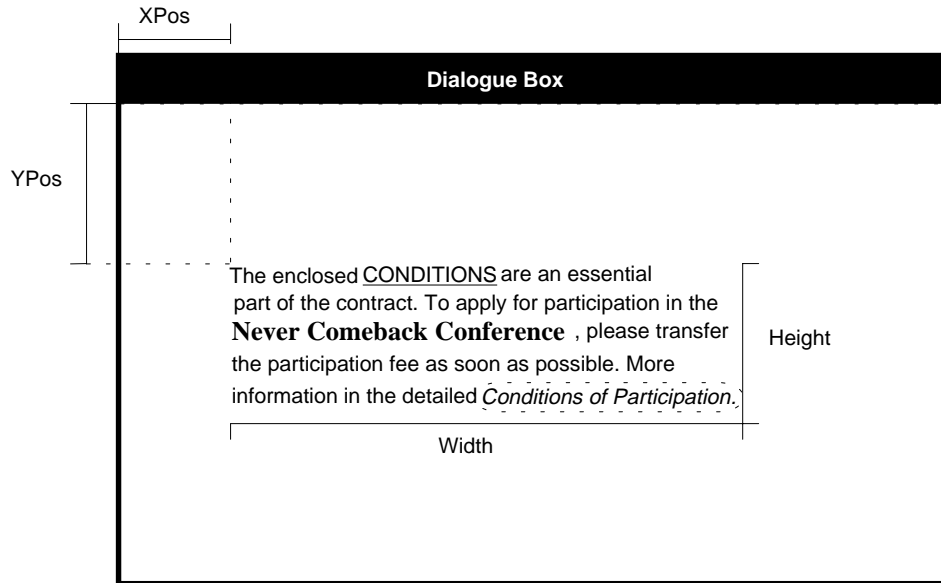 XPos
Dialogue Box
YPos
The enclosed CONDITIONS are an essential
part of the contract. To apply for participation in the
Never Comeback Conference , please transfer
the participation fee as soon as possible. More
information in the detailed Conditions of Participation.
Height
Width